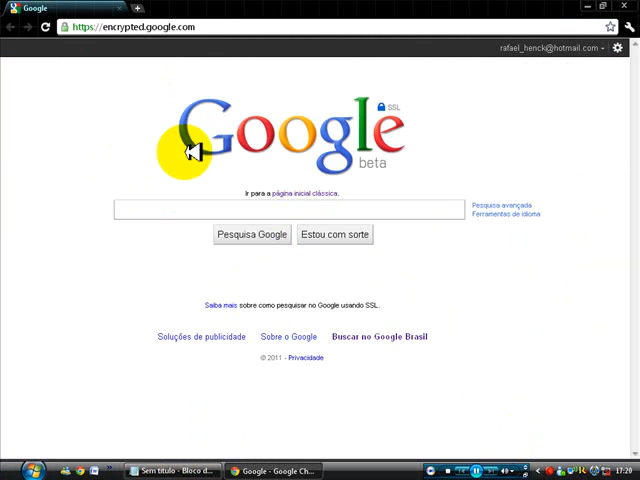 Google
https://encrypted.google.com
rafael_henck@hotmail.com
Google
SSL
beta
Ir para a página inicial clássica.
Pesquisa avançada
Ferramentas de idioma
Pesquisa Google
Estou com sorte
Saiba mais sobre como pesquisar no Google usando SSL.
Soluções de publicidade
Sobre o Google
Buscar no Google Brasil
© 2011 - Privacidade
Sem título - Bloco d...
Google - Google Ch...
17:20